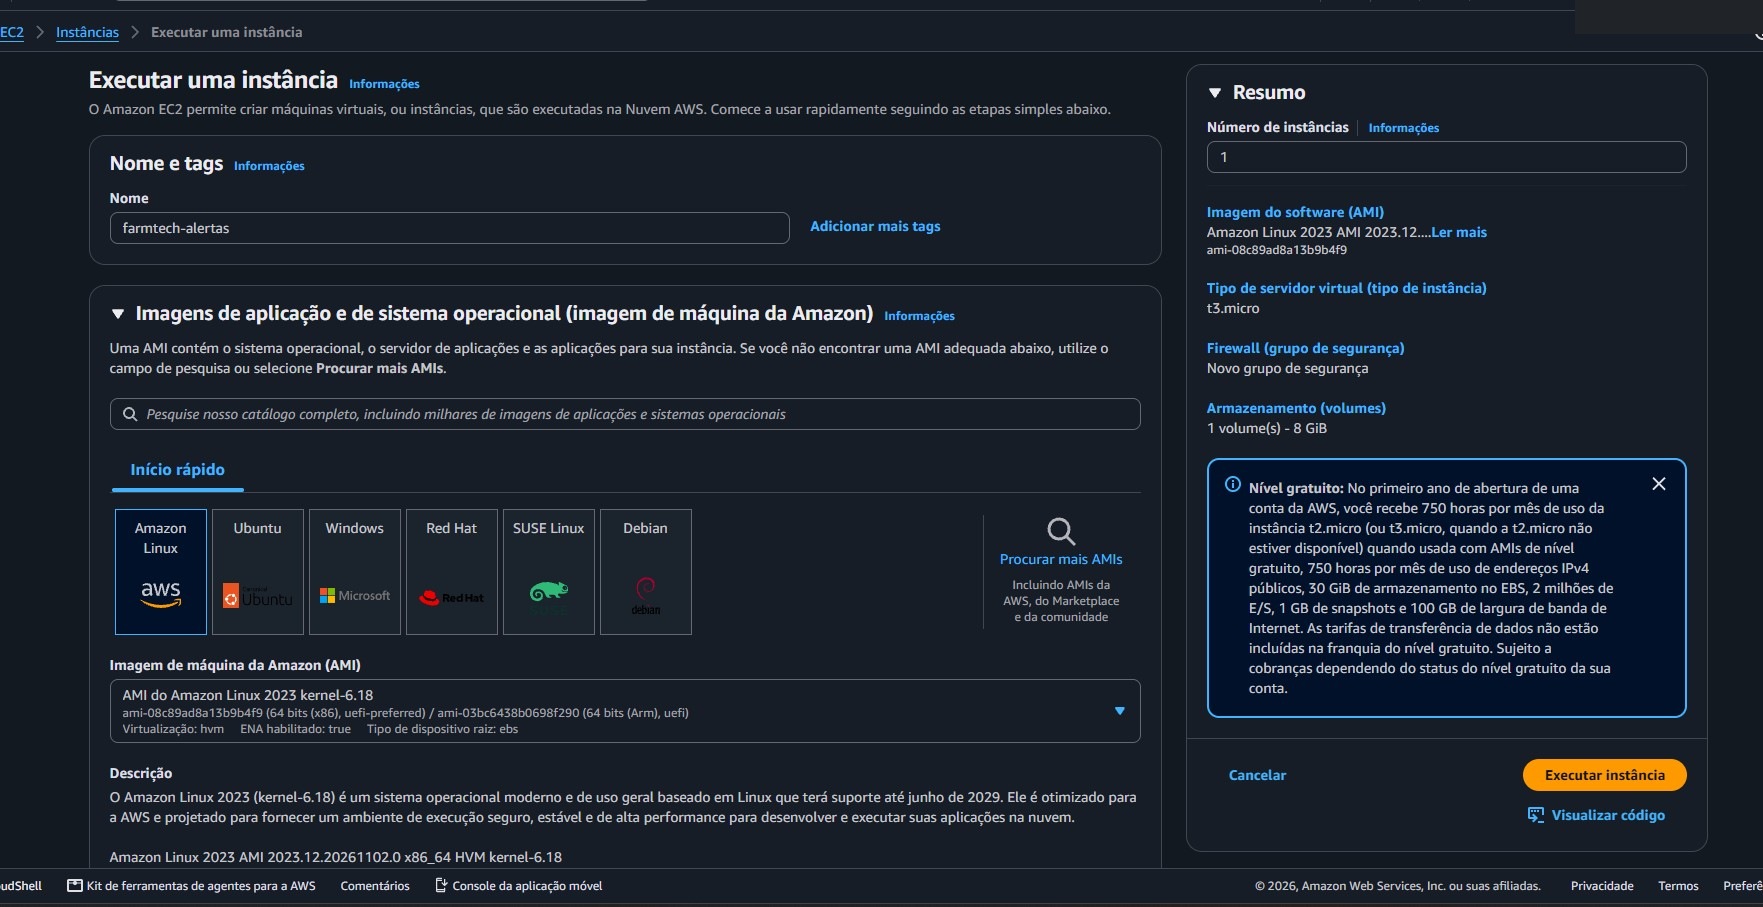 EC2 > Instâncias > Executar uma instância
Executar uma instância Informações
O Amazon EC2 permite criar máquinas virtuais, ou instâncias, que são executadas na Nuvem AWS. Comece a usar rapidamente seguindo as etapas simples abaixo.
Nome e tags Informações
Nome
farmtech-alertas
Adicionar mais tags
Imagens de aplicação e de sistema operacional (imagem de máquina da Amazon) Informações
Uma AMI contém o sistema operacional, o servidor de aplicações e as aplicações para sua instância. Se você não encontrar uma AMI adequada abaixo, utilize o
campo de pesquisa ou selecione Procurar mais AMIs.
Pesquise nosso catálogo completo, incluindo milhares de imagens de aplicações e sistemas operacionais
Início rápido
Amazon
Linux
aws
Ubuntu
Ubuntu
Windows
Microsoft
Red Hat
Red Hat
SUSE Linux
Debian
debian
Procurar mais AMIs
Incluindo AMIs da
AWS, do Marketplace
e da comunidade
Imagem de máquina da Amazon (AMI)
AMI do Amazon Linux 2023 kernel-6.18
ami-08c89ad8a13b9b4f9 (64 bits (x86), uefi-preferred) / ami-03bc6438b0698f290 (64 bits (Arm), uefi)
Virtualização: hvm ENA habilitado: true Tipo de dispositivo raiz: ebs
Descrição
O Amazon Linux 2023 (kernel-6.18) é um sistema operacional moderno e de uso geral baseado em Linux que terá suporte até junho de 2029. Ele é otimizado para
a AWS e projetado para fornecer um ambiente de execução seguro, estável e de alta performance para desenvolver e executar suas aplicações na nuvem.
Amazon Linux 2023 AMI 2023.12.20261102.0 x86_64 HVM kernel-6.18
Resumo
Número de instâncias Informações
1
Imagem do software (AMI)
Amazon Linux 2023 AMI 2023.12....Ler mais
ami-08c89ad8a13b9b4f9
Tipo de servidor virtual (tipo de instância)
t3.micro
Firewall (grupo de segurança)
Novo grupo de segurança
Armazenamento (volumes)
1 volume(s) - 8 GiB
Nível gratuito: No primeiro ano de abertura de uma
conta da AWS, você recebe 750 horas por mês de uso da
instância t2.micro (ou t3.micro, quando a t2.micro não
estiver disponível) quando usada com AMIs de nível
gratuito, 750 horas por mês de uso de endereços IPv4
públicos, 30 GiB de armazenamento no EBS, 2 milhões de
E/S, 1 GB de snapshots e 100 GB de largura de banda de
Internet. As tarifas de transferência de dados não estão
incluídas na franquia do nível gratuito. Sujeito a
cobranças dependendo do status do nível gratuito da sua
conta.
Cancelar
Executar instância
Visualizar código
oudShell Kit de ferramentas de agentes para a AWS Comentários Console da aplicação móvel
© 2026, Amazon Web Services, Inc. ou suas afiliadas. Privacidade Termos Preferê